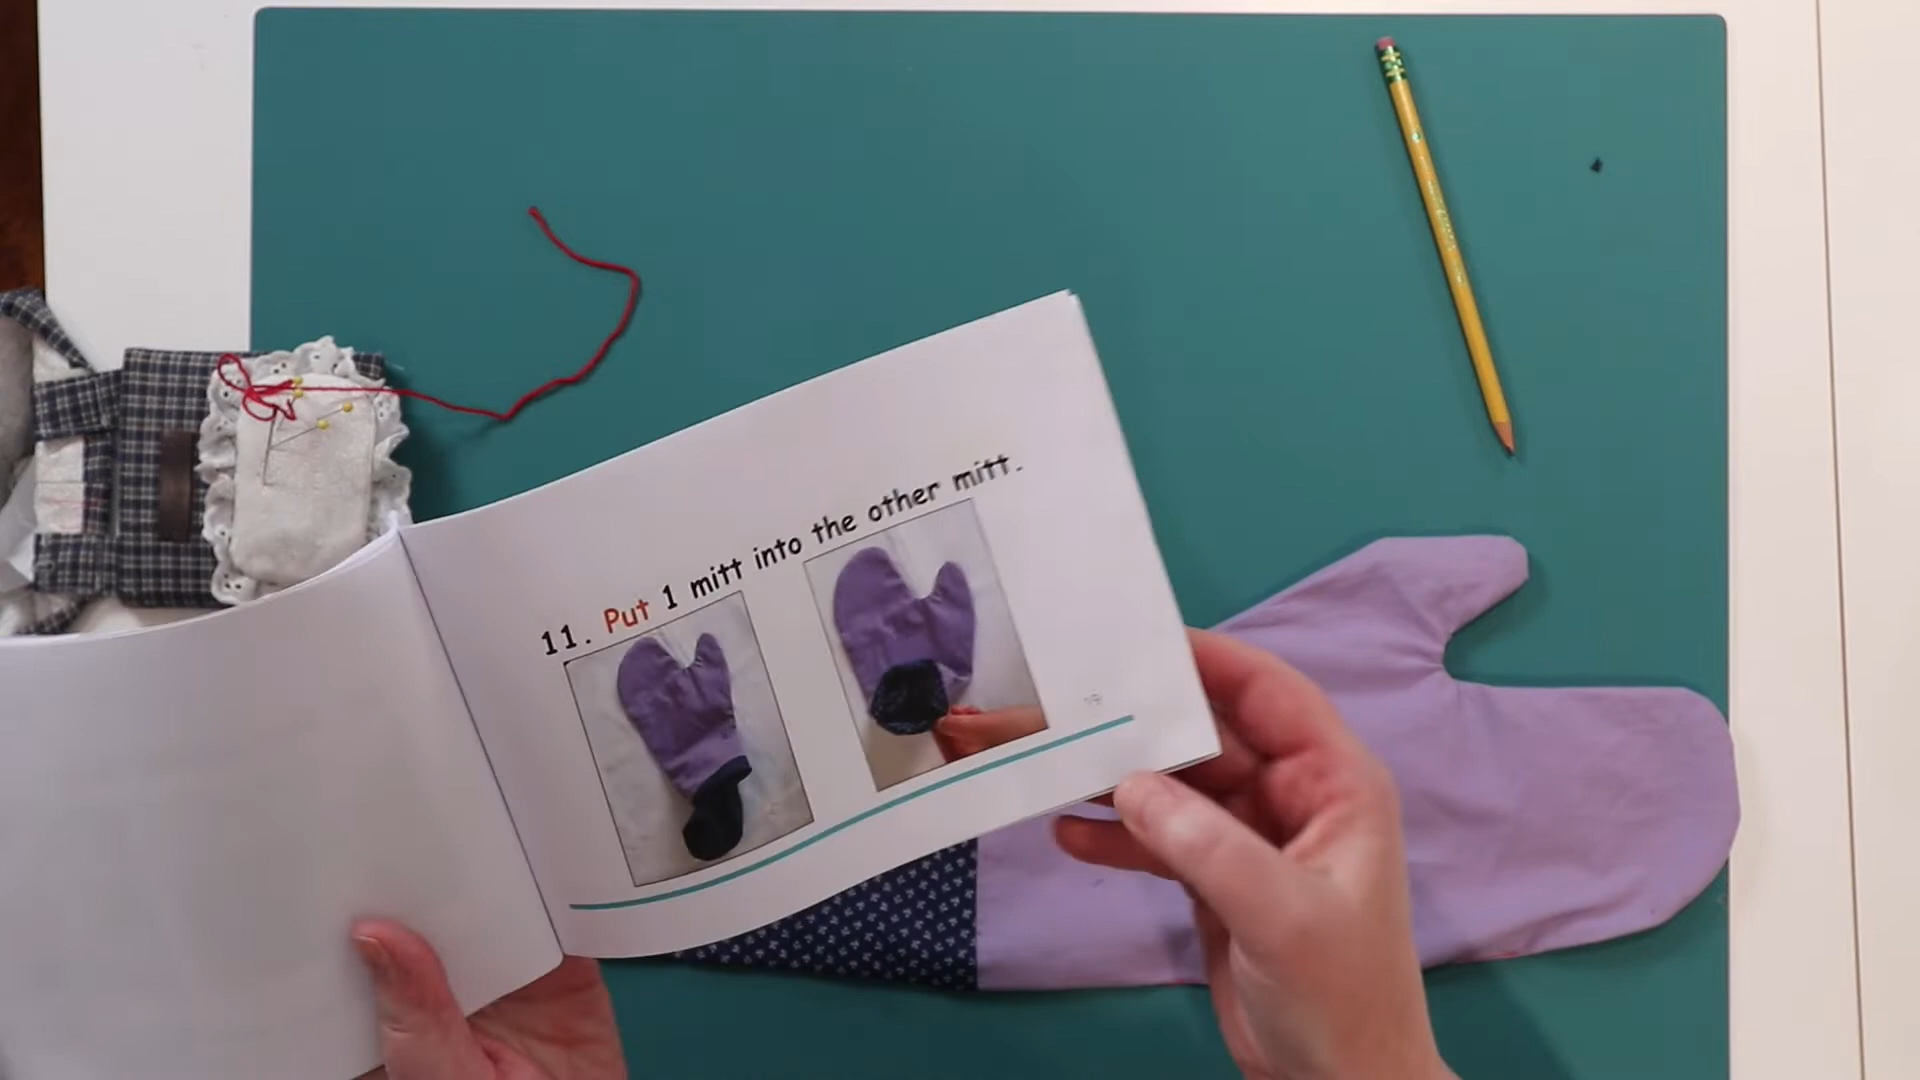 11. Put 1 mitt into the other mitt.